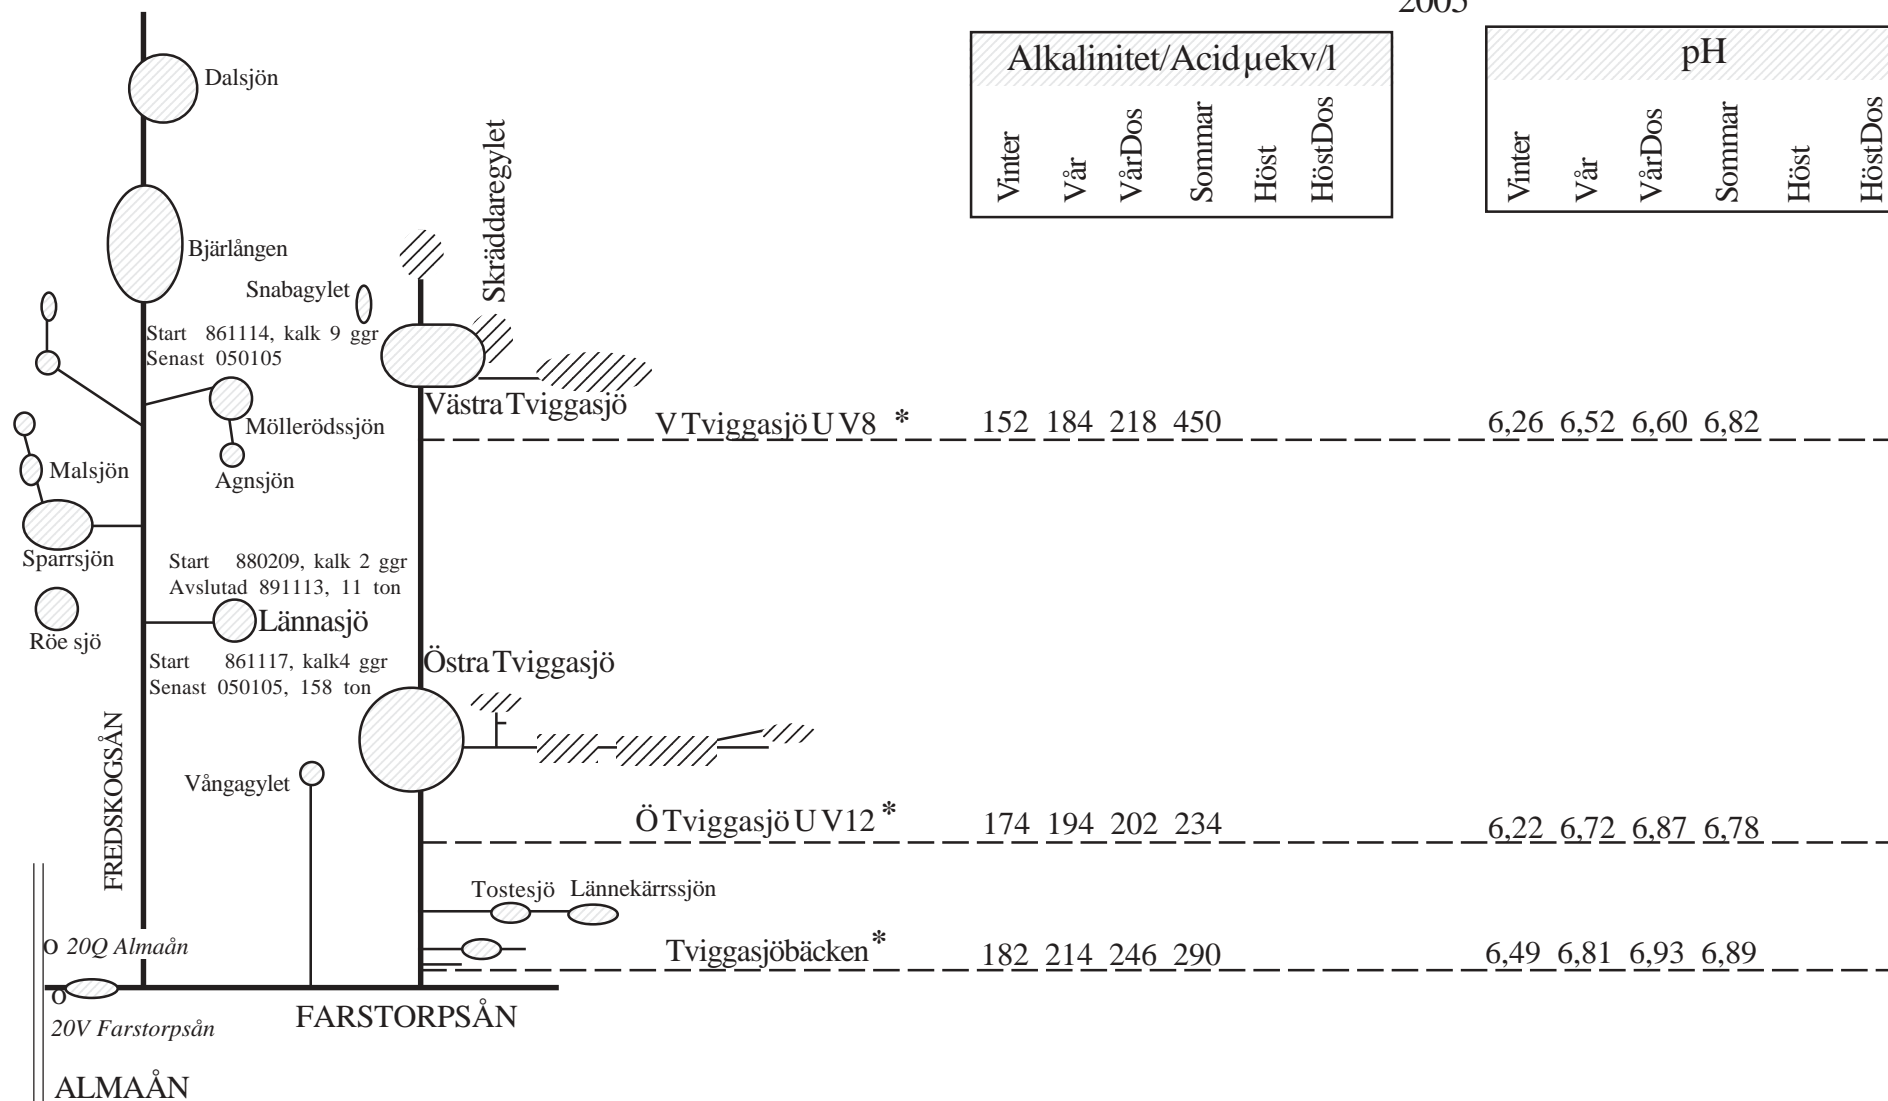 2005
Alkalinitet/Acid µekv/l
pH
Vinter Vår VårDos Sommar Höst HöstDos
Vinter Vår VårDos Sommar Höst HöstDos
Dalsjön
Skräddaregylet
Bjärlången
Snabagylet
Start 861114, kalk 9 ggr
Senast 050105
Västra Tviggasjö
V Tviggasjö U V8 * 152 184 218 450 6,26 6,52 6,60 6,82
Möllerödssjön
Malsjön
Agnsjön
Sparrsjön
Start 880209, kalk 2 ggr
Avslutad 891113, 11 ton
Lännasjö
Röe sjö
Start 861117, kalk4 ggr
Senast 050105, 158 ton
Östra Tviggasjö
FREDSKOGSÅN
Vångagylet
Ö Tviggasjö U V12 * 174 194 202 234 6,22 6,72 6,87 6,78
Tostesjö Lännekärrssjön
20Q Almaån
Tviggasjöbäcken * 182 214 246 290 6,49 6,81 6,93 6,89
FARSTORPSÅN
20V Farstorpsån
ALMAÅN